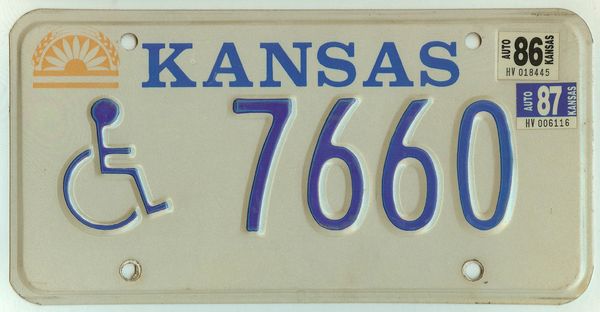 KANSAS
AUTO 86 KANSAS
HV 018445
AUTO 87 KANSAS
HV 006116
7660